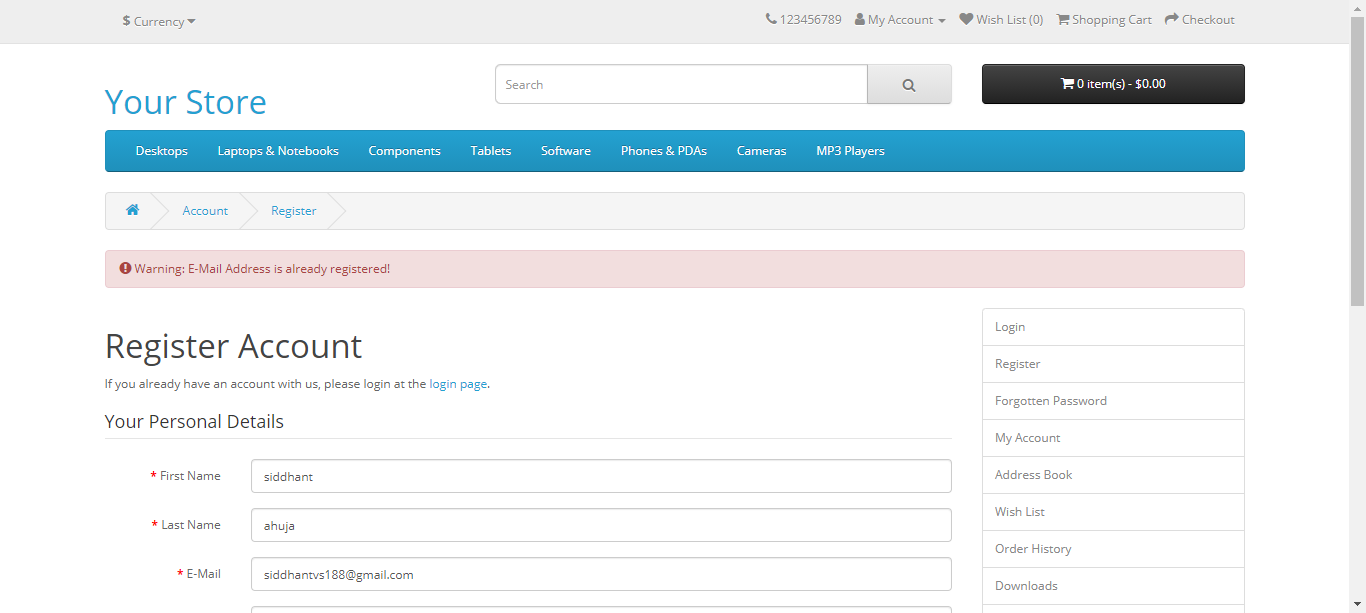 $ Currency
123456789 My Account Wish List (0) Shopping Cart Checkout
Your Store
Search
0 item(s) - $0.00
Desktops Laptops & Notebooks Components Tablets Software Phones & PDAs Cameras MP3 Players
Account Register
Warning: E-Mail Address is already registered!
Register Account
If you already have an account with us, please login at the login page.
Your Personal Details
* First Name siddhant
* Last Name ahuja
* E-Mail siddhantvs188@gmail.com
Login
Register
Forgotten Password
My Account
Address Book
Wish List
Order History
Downloads